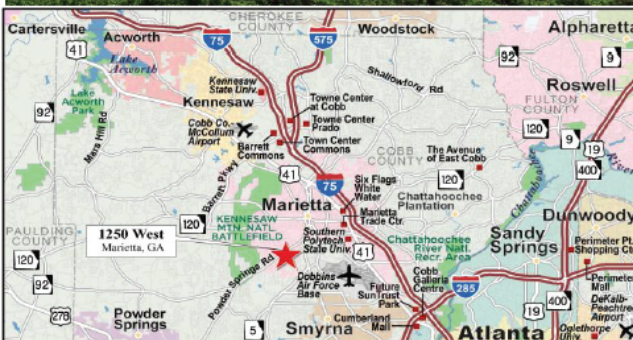 CHEROKEE
COUNTY
Cartersville
41
Acworth
75
575
Woodstock
Alpharetta
92
9
Lake
Acworth
Kennesaw
State Univ.
Shallowford Rd
Roswell
FULTON
COUNTY
Lake
Acworth
Park
Kennesaw
Towne Center
at Cobb
92
Mars Hill Rd
Cobb Co.-
McCollum
Airport
Towne Center
Prado
120
9
19
400
Barrett
Commons
Town Center
Commons
COBB
COUNTY
The Avenue
of East Cobb
Chattahoochee
River
Barrett Pkwy
41
75
Six Flags
White
Water
120
Marietta
Chattahoochee
Plantation
Dunwoody
120
KENNESAW
MTN. NATL.
BATTLEFIELD
Marietta
Trade Ctr.
PAULDING
COUNTY
1250 West
Marietta, GA
Southern
Polytech
State Univ.
41
Chattahoochee
River Natl.
Recr. Area
Sandy
Springs
Perimeter Pt.
Shopping Ctr
120
92
Powder Springs Rd
Dobbins
Air Force
Base
Cobb
Galleria
Centre
285
Perimeter
Mall
278
Powder
Springs
5
Future
SunTrust
Park
19
400
DeKalb-
Peachtree
Airport
Smyrna
Cumberland
Mall
Atlanta
Oglethorpe
Univ.